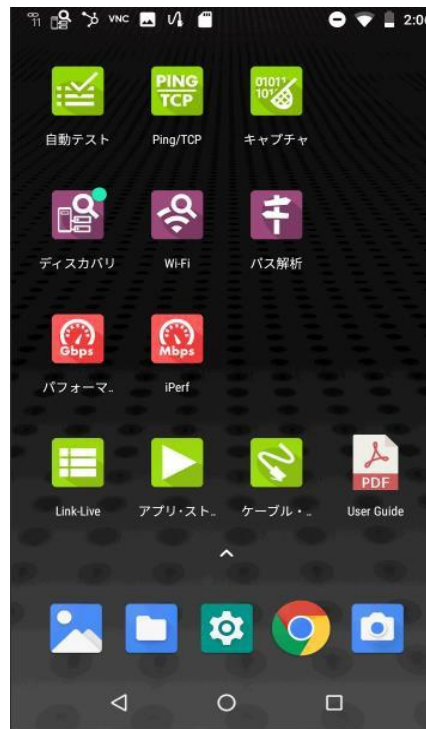 11 VNC 2:06
PING
TCP
01011
101
自動テスト Ping/TCP キャプチャ
ディスカバリ Wi-Fi パス解析
Gbps Mbps
パフォーマ.. iPerf
PDF
Link-Live アプリ・スト.. ケーブル・.. User Guide